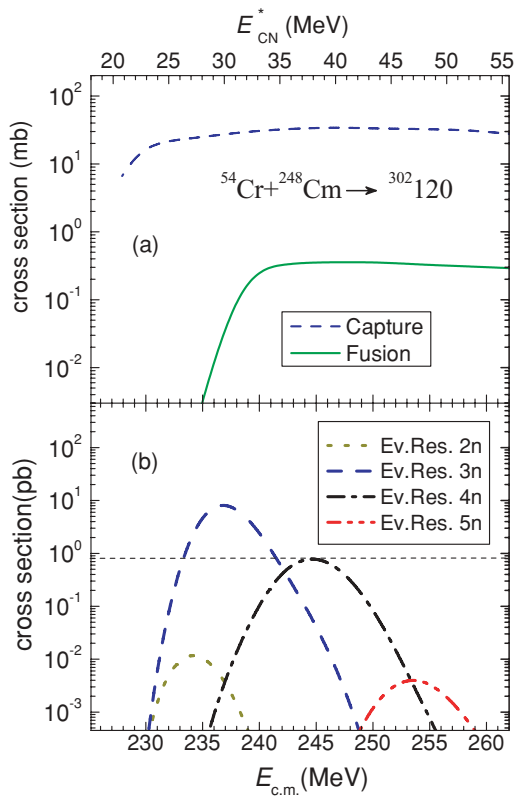 E*CN (MeV)
20 25 30 35 40 45 50 55
cross section (mb)
10² 10¹ 10⁰ 10⁻¹ 10⁻²
⁵⁴Cr+²⁴⁸Cm → ³⁰²120
(a)
Capture
Fusion
cross section(pb)
10² 10¹ 10⁰ 10⁻¹ 10⁻² 10⁻³
(b)
Ev.Res. 2n
Ev.Res. 3n
Ev.Res. 4n
Ev.Res. 5n
230 235 240 245 250 255 260
Ec.m.(MeV)